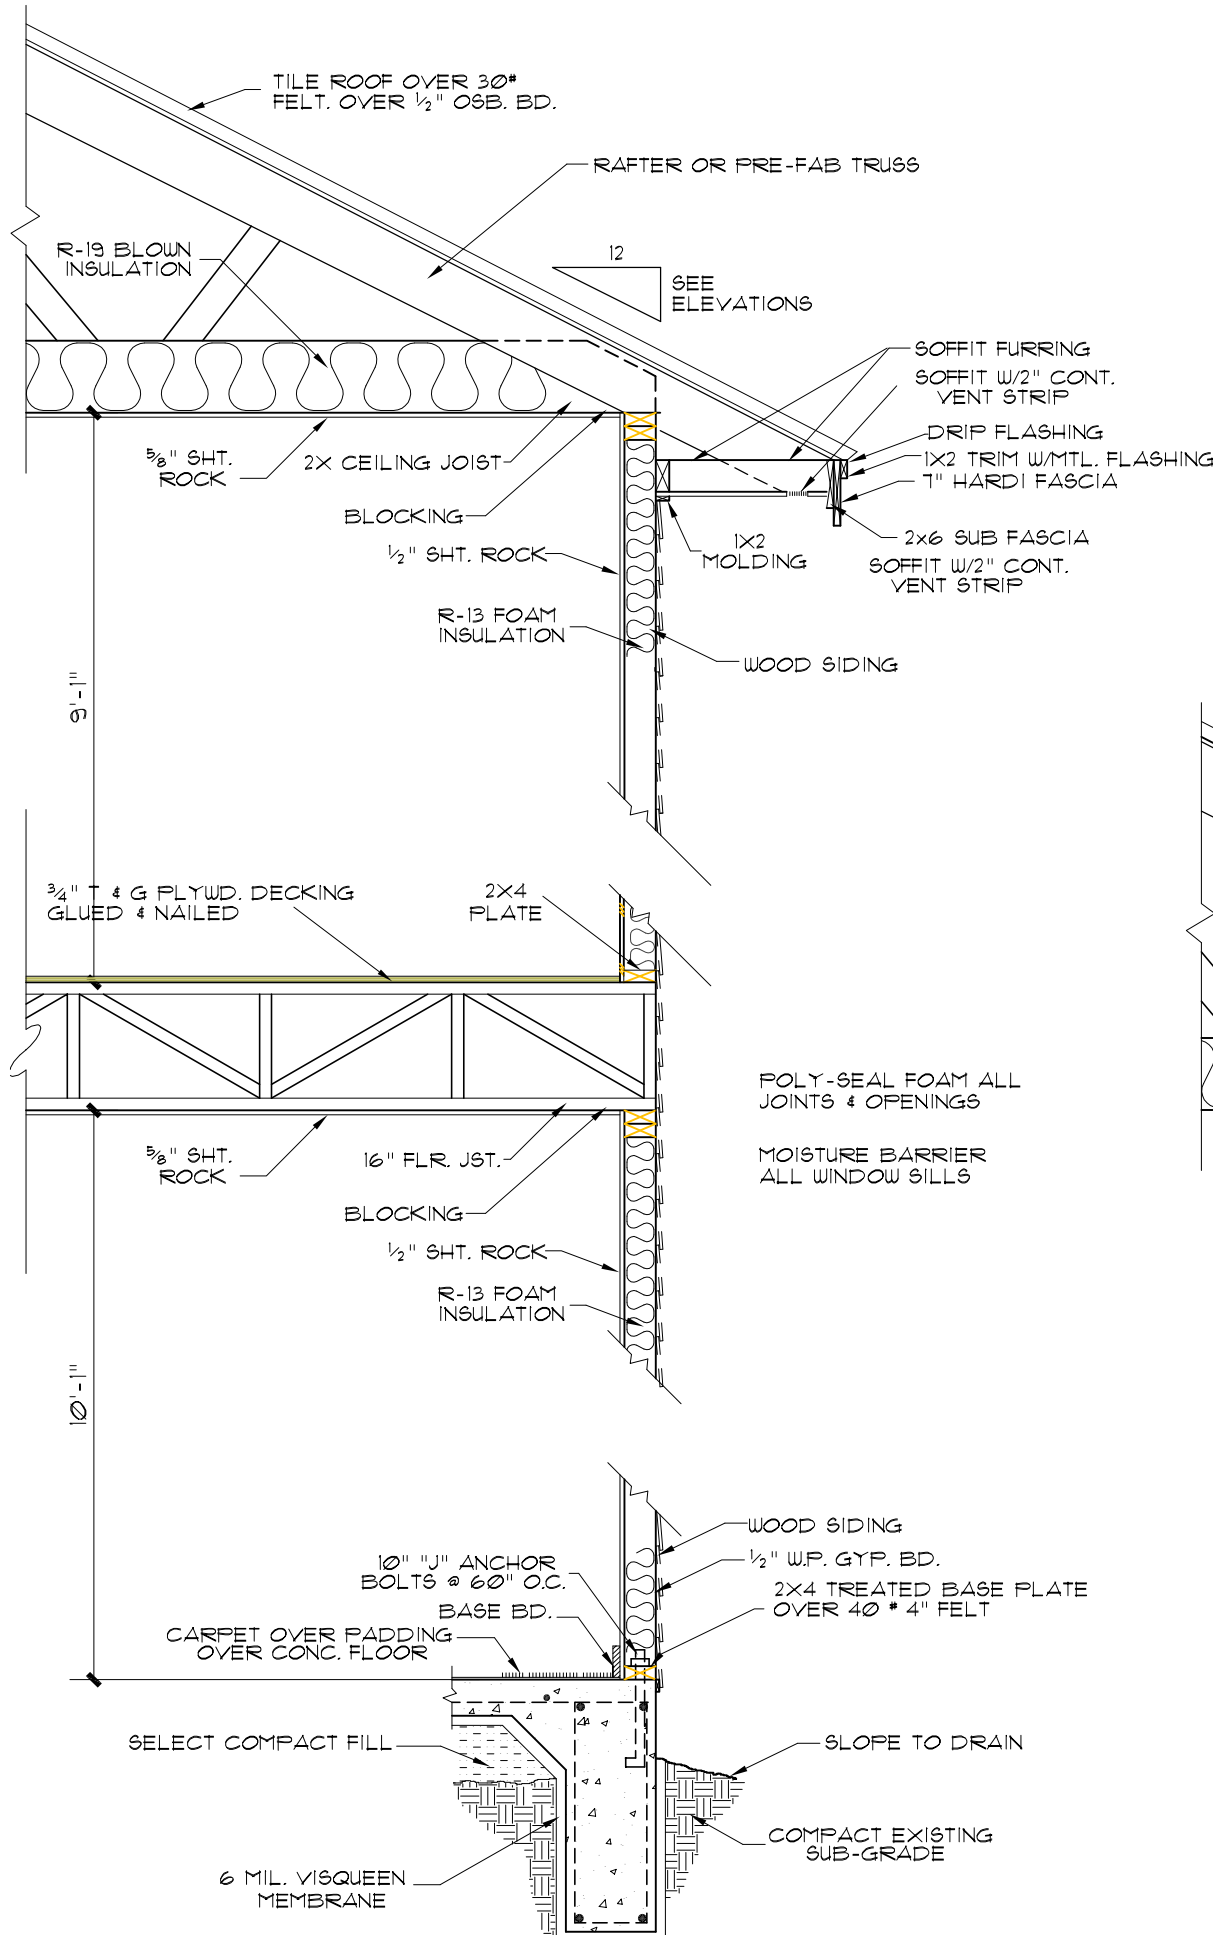 TILE ROOF OVER 30#
FELT. OVER 1/2" OSB. BD.
RAFTER OR PRE-FAB TRUSS
R-19 BLOWN
INSULATION
12
SEE
ELEVATIONS
SOFFIT FURRING
SOFFIT W/2" CONT.
VENT STRIP
DRIP FLASHING
1X2 TRIM W/MTL. FLASHING
7" HARDI FASCIA
5/8" SHT.
ROCK
2X CEILING JOIST
BLOCKING
1/2" SHT. ROCK
1X2
MOLDING
2x6 SUB FASCIA
SOFFIT W/2" CONT.
VENT STRIP
R-13 FOAM
INSULATION
WOOD SIDING
9'-1"
3/4" T & G PLYWD. DECKING
GLUED & NAILED
2X4
PLATE
POLY-SEAL FOAM ALL
JOINTS & OPENINGS
MOISTURE BARRIER
ALL WINDOW SILLS
5/8" SHT.
ROCK
16" FLR. JST.
BLOCKING
1/2" SHT. ROCK
R-13 FOAM
INSULATION
10'-1"
WOOD SIDING
1/2" W.P. GYP. BD.
10" "J" ANCHOR
BOLTS @ 60" O.C.
2X4 TREATED BASE PLATE
OVER 40 # 4" FELT
BASE BD.
CARPET OVER PADDING
OVER CONC. FLOOR
SELECT COMPACT FILL
SLOPE TO DRAIN
COMPACT EXISTING
SUB-GRADE
6 MIL. VISQUEEN
MEMBRANE